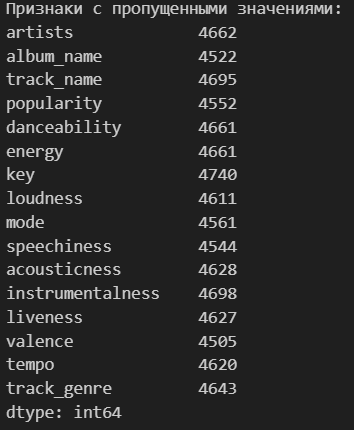 Признаки с пропущенными значениями:
artists 4662
album_name 4522
track_name 4695
popularity 4552
danceability 4661
energy 4661
key 4740
loudness 4611
mode 4561
speechiness 4544
acousticness 4628
instrumentalness 4698
liveness 4627
valence 4505
tempo 4620
track_genre 4643
dtype: int64